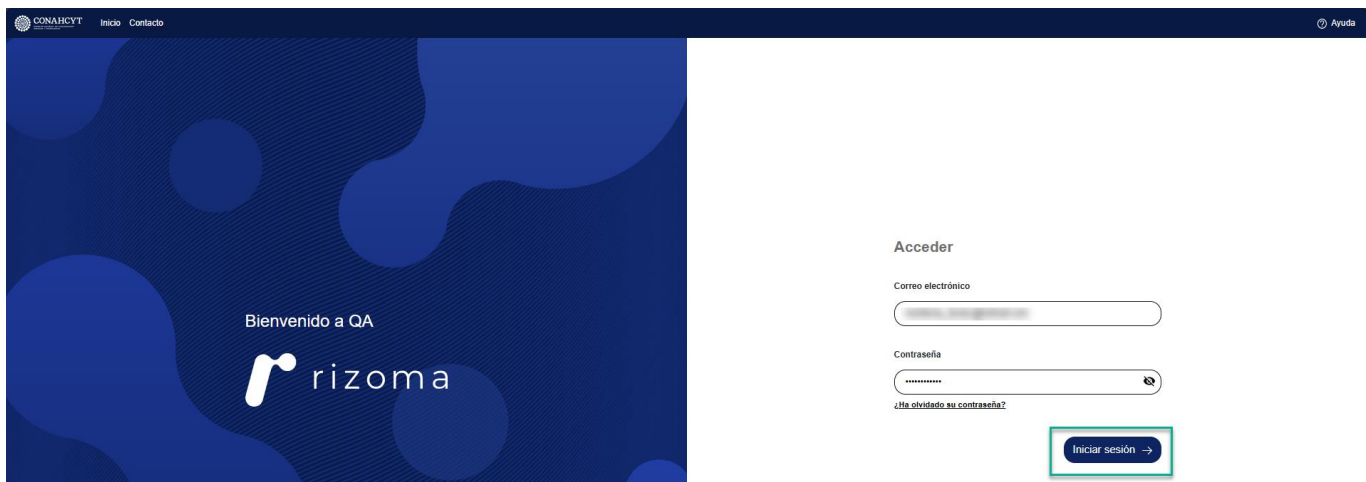 CONAHCYT Inicio Contacto Ayuda
Bienvenido a QA
rizoma
Acceder
Correo electrónico
Contraseña
¿Ha olvidado su contraseña?
Iniciar sesión →